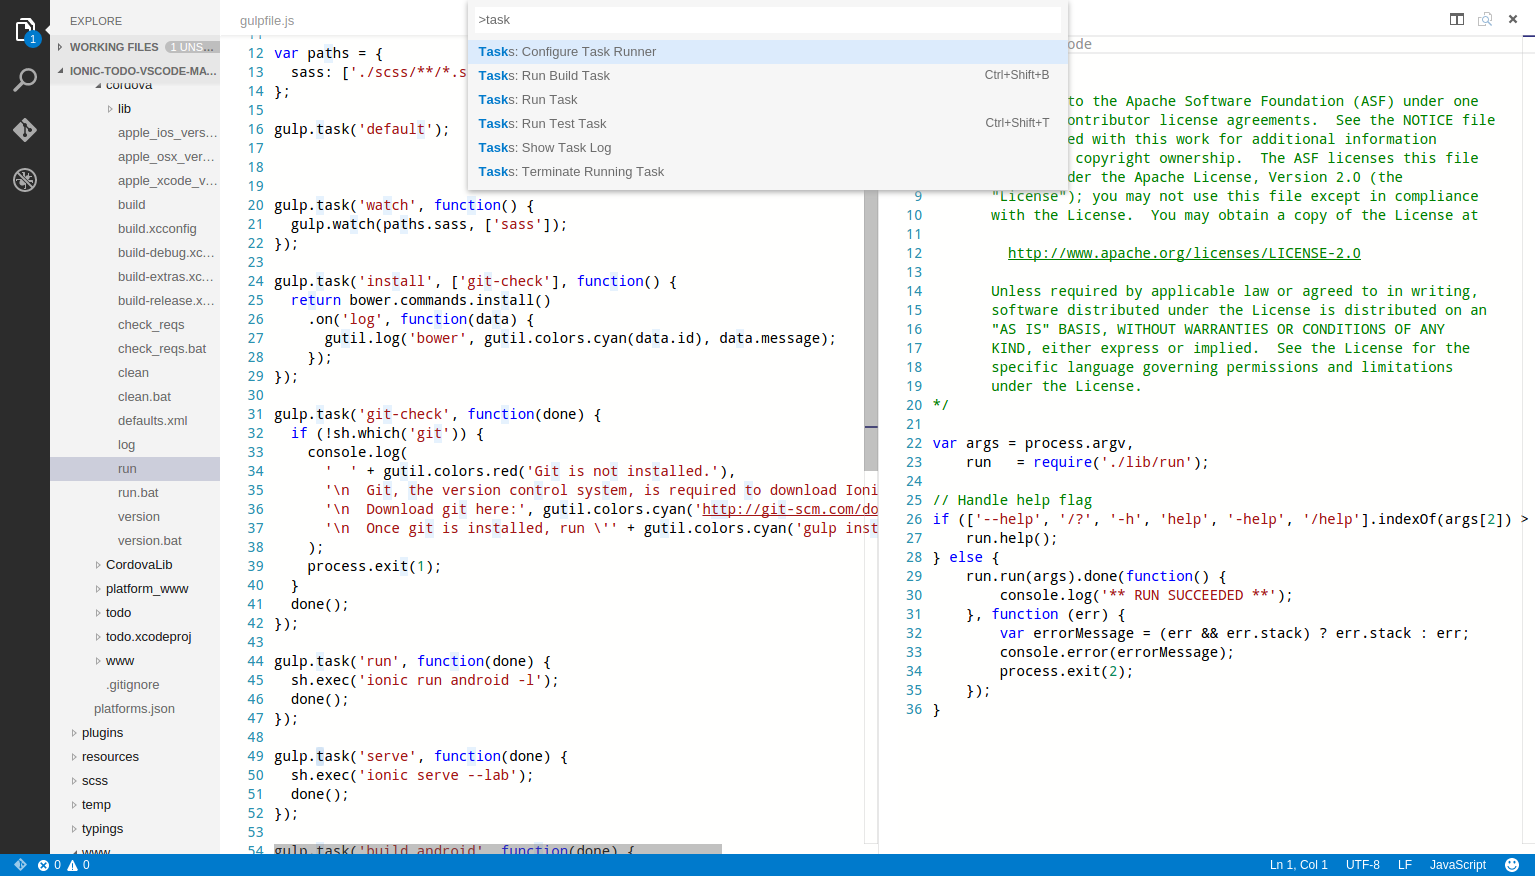 1
EXPLORE
WORKING FILES
1 UNS...
IONIC-TODO-VSCODE-MA...
cordova
lib
apple_ios_vers...
apple_osx_ver...
apple_xcode_v...
build
build.xcconfig
build-debug.xc...
build-extras.xc...
build-release.x...
check_reqs
check_reqs.bat
clean
clean.bat
defaults.xml
log
run
run.bat
version
version.bat
CordovaLib
platform_www
todo
todo.xcodeproj
www
.gitignore
platforms.json
plugins
resources
scss
temp
typings
www
gulpfile.js
>task
Tasks: Configure Task Runner
Tasks: Run Build Task Ctrl+Shift+B
Tasks: Run Task
Tasks: Run Test Task Ctrl+Shift+T
Tasks: Show Task Log
Tasks: Terminate Running Task
11
12 var paths = {
13   sass: ['./scss/**/*.s
14 };
15
16 gulp.task('default');
17
18
19
20 gulp.task('watch', function() {
21   gulp.watch(paths.sass, ['sass']);
22 });
23
24 gulp.task('install', ['git-check'], function() {
25   return bower.commands.install()
26     .on('log', function(data) {
27       gutil.log('bower', gutil.colors.cyan(data.id), data.message);
28     });
29 });
30
31 gulp.task('git-check', function(done) {
32   if (!sh.which('git')) {
33     console.log(
34       '  ' + gutil.colors.red('Git is not installed.'),
35       '\n  Git, the version control system, is required to download Ioni
36       '\n  Download git here:', gutil.colors.cyan('http://git-scm.com/do
37       '\n  Once git is installed, run \'' + gutil.colors.cyan('gulp inst
38     );
39     process.exit(1);
40   }
41   done();
42 });
43
44 gulp.task('run', function(done) {
45   sh.exec('ionic run android -l');
46   done();
47 });
48
49 gulp.task('serve', function(done) {
50   sh.exec('ionic serve --lab');
51   done();
52 });
53
54 gulp.task('build android', function(done) {
ode
to the Apache Software Foundation (ASF) under one
ontributor license agreements.  See the NOTICE file
ed with this work for additional information
copyright ownership.  The ASF licenses this file
der the Apache License, Version 2.0 (the
9        "License"); you may not use this file except in compliance
10        with the License.  You may obtain a copy of the License at
11
12          http://www.apache.org/licenses/LICENSE-2.0
13
14        Unless required by applicable law or agreed to in writing,
15        software distributed under the License is distributed on an
16        "AS IS" BASIS, WITHOUT WARRANTIES OR CONDITIONS OF ANY
17        KIND, either express or implied.  See the License for the
18        specific language governing permissions and limitations
19        under the License.
20 */
21
22 var args = process.argv,
23     run   = require('./lib/run');
24
25 // Handle help flag
26 if (['--help', '/?', '-h', 'help', '-help', '/help'].indexOf(args[2]) >
27     run.help();
28 } else {
29     run.run(args).done(function() {
30         console.log('** RUN SUCCEEDED **');
31     }, function (err) {
32         var errorMessage = (err && err.stack) ? err.stack : err;
33         console.error(errorMessage);
34         process.exit(2);
35     });
36 }
0 0
Ln 1, Col 1 UTF-8 LF JavaScript